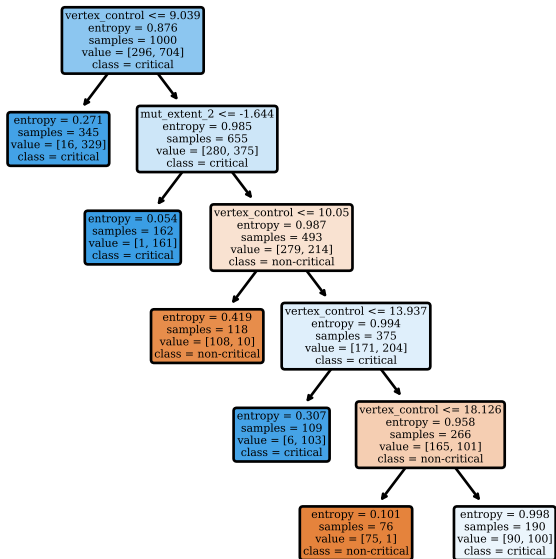 vertex_control <= 9.039
entropy = 0.876
samples = 1000
value = [296, 704]
class = critical
entropy = 0.271
samples = 345
value = [16, 329]
class = critical
mut_extent_2 <= -1.644
entropy = 0.985
samples = 655
value = [280, 375]
class = critical
entropy = 0.054
samples = 162
value = [1, 161]
class = critical
vertex_control <= 10.05
entropy = 0.987
samples = 493
value = [279, 214]
class = non-critical
entropy = 0.419
samples = 118
value = [108, 10]
class = non-critical
vertex_control <= 13.937
entropy = 0.994
samples = 375
value = [171, 204]
class = critical
entropy = 0.307
samples = 109
value = [6, 103]
class = critical
vertex_control <= 18.126
entropy = 0.958
samples = 266
value = [165, 101]
class = non-critical
entropy = 0.101
samples = 76
value = [75, 1]
class = non-critical
entropy = 0.998
samples = 190
value = [90, 100]
class = critical